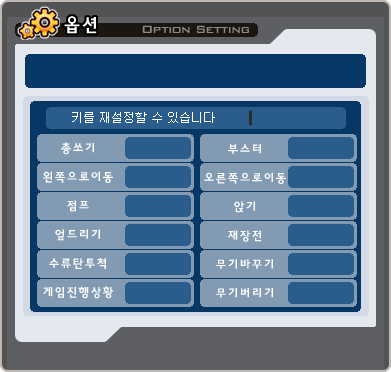 옵션 OPTION SETTING
키를 재설정할 수 있습니다
총쏘기 부스터
왼쪽으로이동 오른쪽으로이동
점프 앉기
엎드리기 재장전
수류탄투척 무기바꾸기
게임진행상황 무기버리기